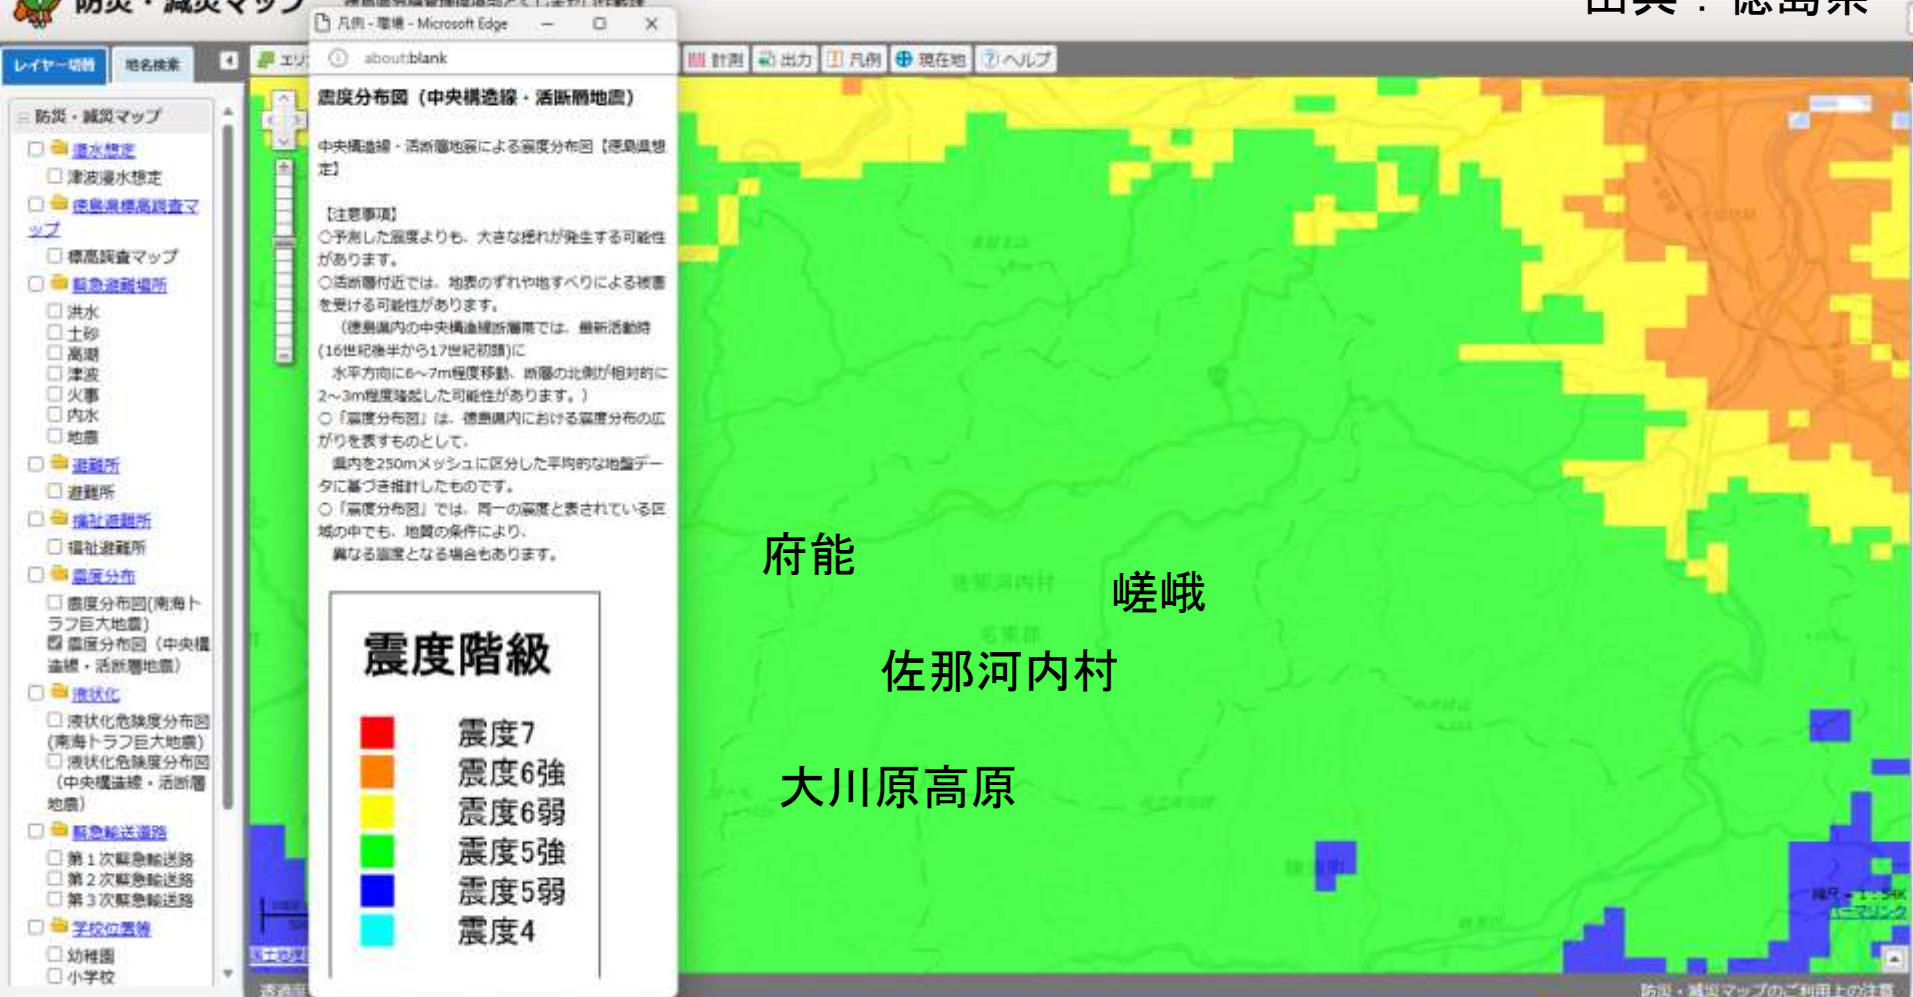 防災・減災マップ
出典：徳島県
凡例 - 環境 - Microsoft Edge
about:blank
レイヤー切替
地名検索
計測
出力
凡例
現在地
ヘルプ
防災・減災マップ
浸水想定
津波浸水想定
徳島県標高調査マ
ップ
標高調査マップ
緊急避難場所
洪水
土砂
高潮
津波
火事
内水
地震
避難所
避難所
福祉避難所
福祉避難所
震度分布
震度分布図(南海ト
ラフ巨大地震)
震度分布図（中央構
造線・活断層地震）
液状化
液状化危険度分布図
(南海トラフ巨大地震)
液状化危険度分布図
（中央構造線・活断層
地震）
緊急輸送道路
第１次緊急輸送路
第２次緊急輸送路
第３次緊急輸送路
学校位置等
幼稚園
小学校
震度分布図（中央構造線・活断層地震）
中央構造線・活断層地震による震度分布図【徳島県想
定】
【注意事項】
○予測した震度よりも、大きな揺れが発生する可能性
があります。
○活断層付近では、地表のずれや地すべりによる被害
を受ける可能性があります。
（徳島県内の中央構造線断層帯では、最新活動時
(16世紀後半から17世紀初頭)に
水平方向に6～7m程度移動、断層の北側が相対的に
2～3m程度隆起した可能性があります。）
○「震度分布図」は、徳島県内における震度分布の広
がりを表すものとして、
県内を250mメッシュに区分した平均的な地盤デー
タに基づき推計したものです。
○「震度分布図」では、同一の震度と表されている区
域の中でも、地質の条件により、
異なる震度となる場合もあります。
震度階級
震度7
震度6強
震度6弱
震度5強
震度5弱
震度4
府能
嵯峨
佐那河内村
名東郡
佐那河内村
大川原高原
縮尺 = 1 : 54K
パーマリンク
防災・減災マップのご利用上の注意